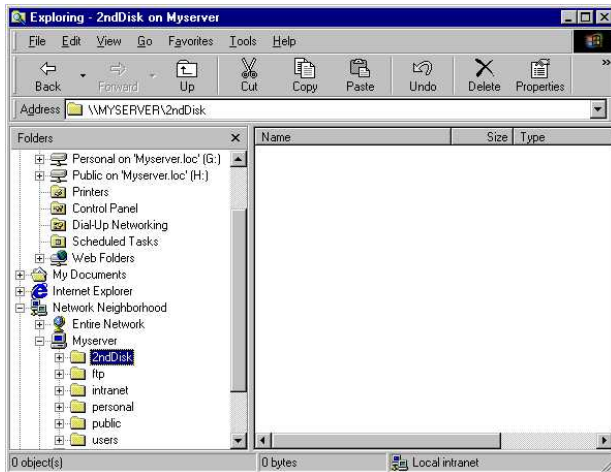 Exploring - 2ndDisk on Myserver
File Edit View Go Favorites Tools Help
Back Forward Up Cut Copy Paste Undo Delete Properties »
Address \\MYSERVER\2ndDisk
Folders
Name Size Type
Personal on 'Myserver.loc' (G:)
Public on 'Myserver.loc' (H:)
Printers
Control Panel
Dial-Up Networking
Scheduled Tasks
Web Folders
My Documents
Internet Explorer
Network Neighborhood
Entire Network
Myserver
2ndDisk
ftp
intranet
personal
public
users
0 object(s) 0 bytes Local intranet